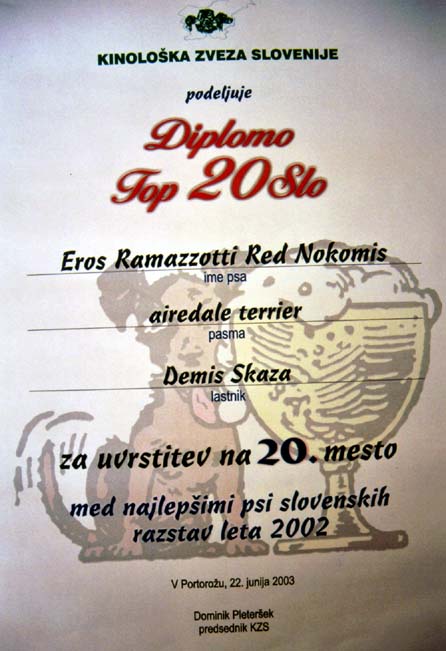 KINOLOŠKA ZVEZA SLOVENIJE
podeljuje
Diplomo
Top 20 Slo
Eros Ramazzotti Red Nokomis
ime psa
airedale terrier
pasma
Demis Skaza
lastnik
za uvrstitev na 20. mesto
med najlepšimi psi slovenskih
razstav leta 2002
V Portorožu, 22. junija 2003
Dominik Pleteršek
predsednik KZS